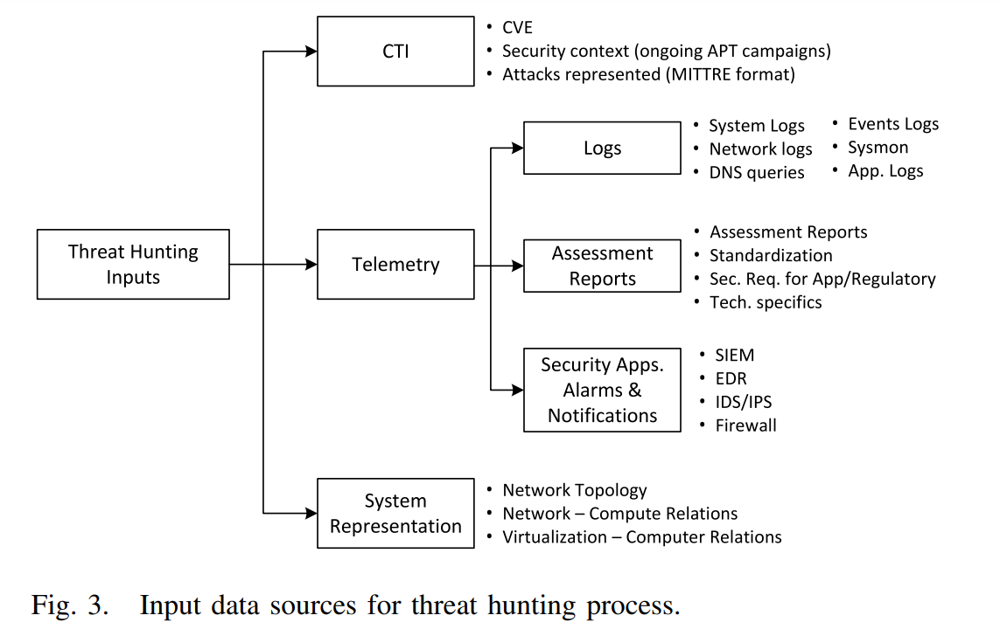 CTI
• CVE
• Security context (ongoing APT campaigns)
• Attacks represented (MITTRE format)
Logs
• System Logs
• Network logs
• DNS queries
• Events Logs
• Sysmon
• App. Logs
Threat Hunting
Inputs
Telemetry
Assessment
Reports
• Assessment Reports
• Standardization
• Sec. Req. for App/Regulatory
• Tech. specifics
Security Apps.
Alarms &
Notifications
• SIEM
• EDR
• IDS/IPS
• Firewall
System
Representation
• Network Topology
• Network – Compute Relations
• Virtualization – Computer Relations
Fig. 3. Input data sources for threat hunting process.